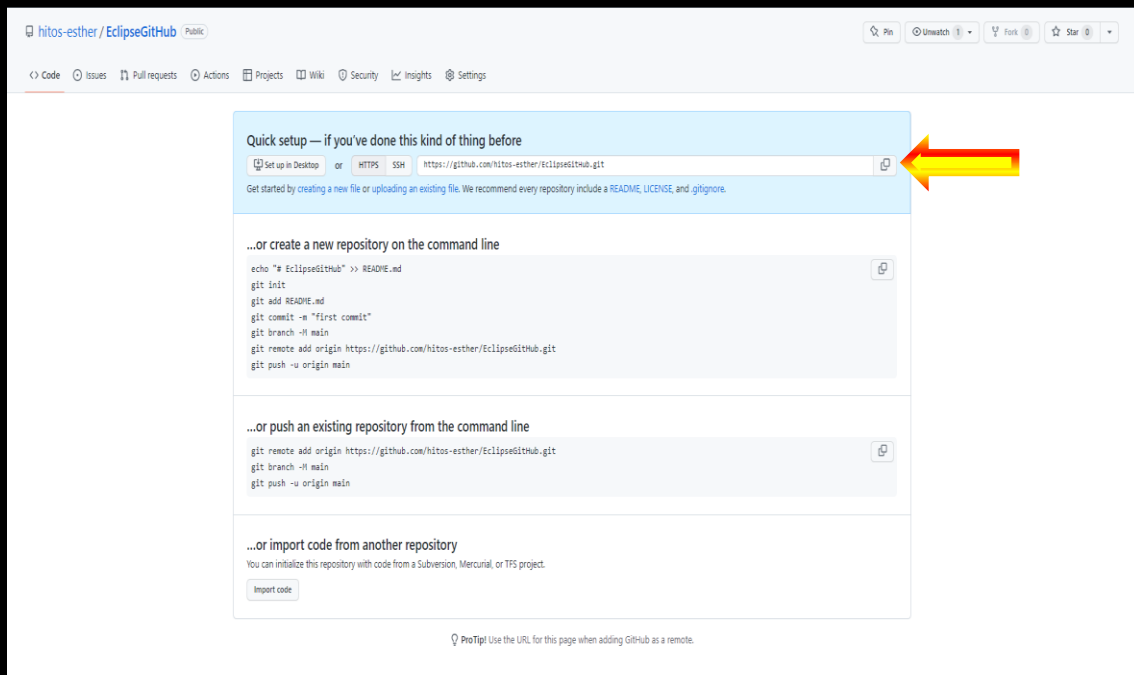 hitos-esther / EclipseGitHub Public
Pin Unwatch 1 Fork 0 Star 0
<> Code Issues Pull requests Actions Projects Wiki Security Insights Settings
Quick setup — if you've done this kind of thing before
Set up in Desktop or HTTPS SSH https://github.com/hitos-esther/EclipseGitHub.git
Get started by creating a new file or uploading an existing file. We recommend every repository include a README, LICENSE, and .gitignore.
...or create a new repository on the command line
echo "# EclipseGitHub" >> README.md
git init
git add README.md
git commit -m "first commit"
git branch -M main
git remote add origin https://github.com/hitos-esther/EclipseGitHub.git
git push -u origin main
...or push an existing repository from the command line
git remote add origin https://github.com/hitos-esther/EclipseGitHub.git
git branch -M main
git push -u origin main
...or import code from another repository
You can initialize this repository with code from a Subversion, Mercurial, or TFS project.
Import code
ProTip! Use the URL for this page when adding GitHub as a remote.